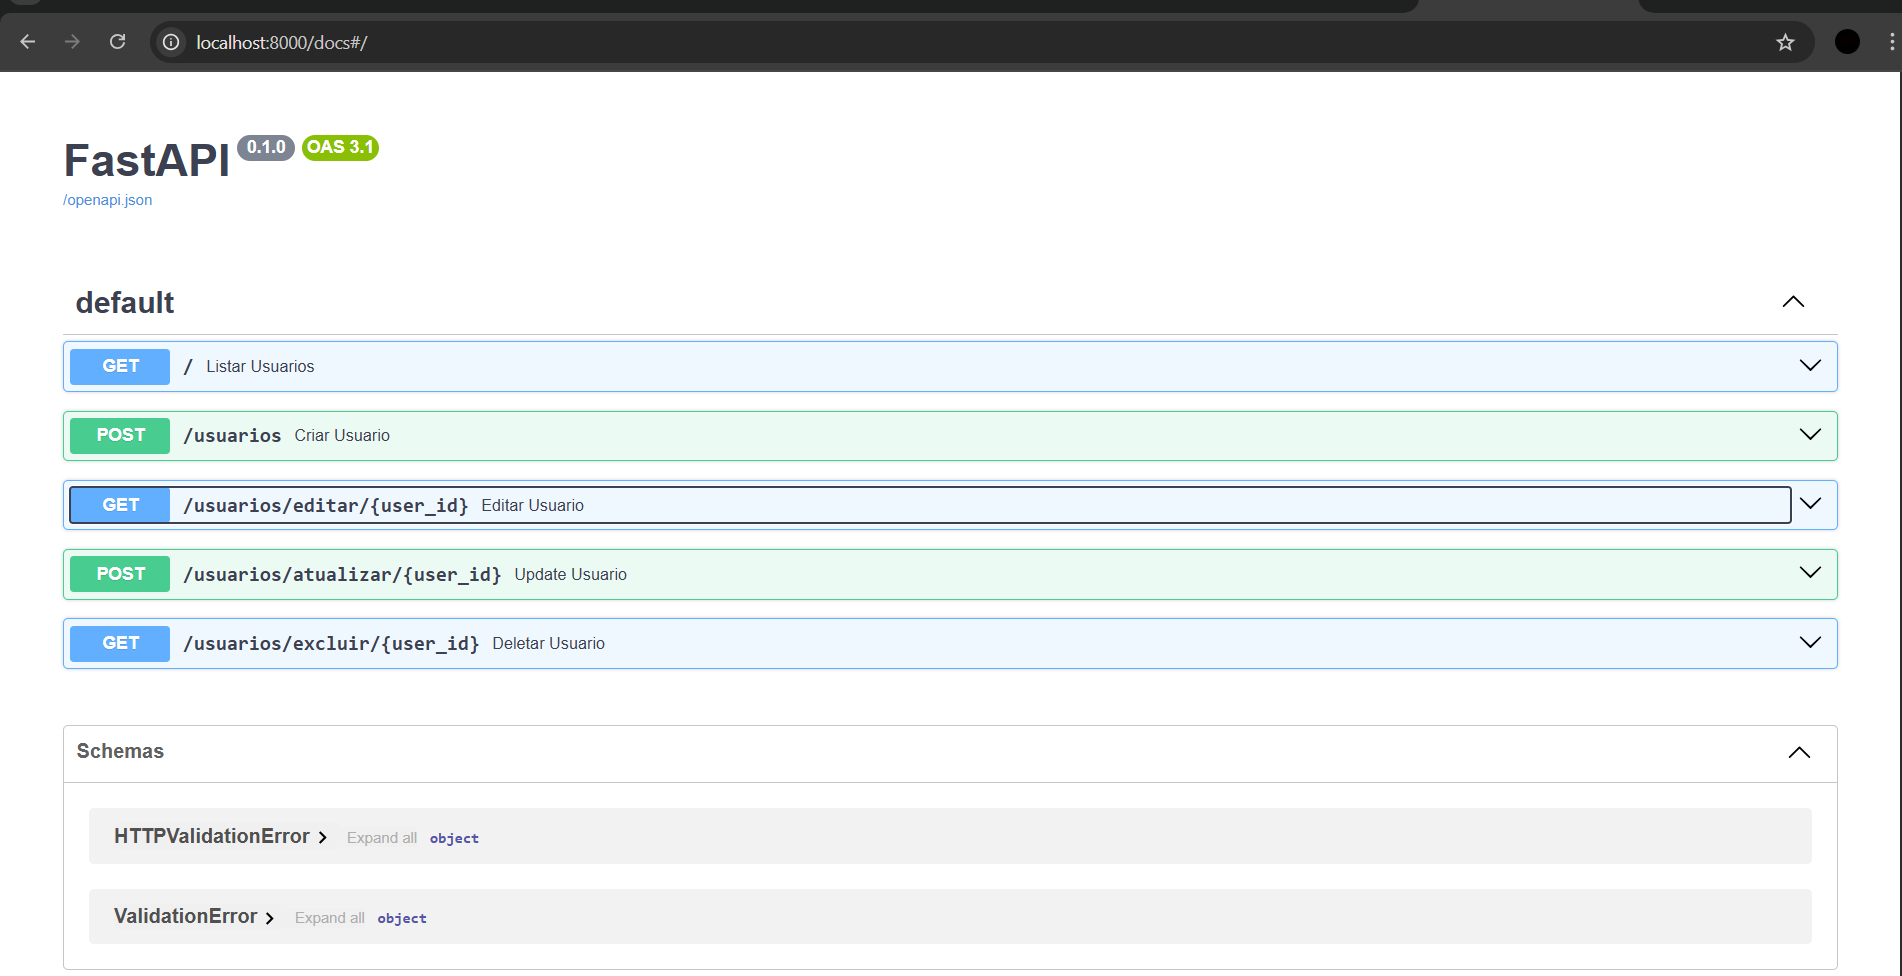 localhost:8000/docs#/
FastAPI 0.1.0 OAS 3.1
/openapi.json
default
GET / Listar Usuarios
POST /usuarios Criar Usuario
GET /usuarios/editar/{user_id} Editar Usuario
POST /usuarios/atualizar/{user_id} Update Usuario
GET /usuarios/excluir/{user_id} Deletar Usuario
Schemas
HTTPValidationError Expand all object
ValidationError Expand all object